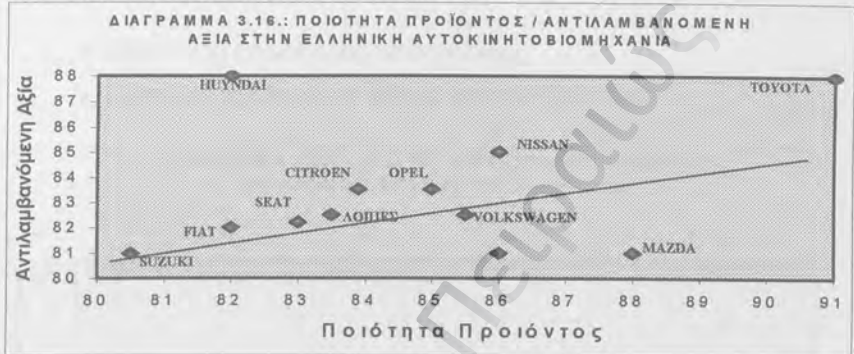 ΔΙΑΓΡΑΜΜΑ 3.16.: ΠΟΙΟΤΗΤΑ ΠΡΟΪΟΝΤΟΣ / ΑΝΤΙΛΑΜΒΑΝΟΜΕΝΗ
ΑΞΙΑ ΣΤΗΝ ΕΛΛΗΝΙΚΗ ΑΥΤΟΚΙΝΗΤΟΒΙΟΜΗΧΑΝΙΑ
Αντιλαμβανόμενη Αξία
88
87
86
85
84
83
82
81
80
HUYNDAI
TOYOTA
NISSAN
CITROEN
OPEL
SEAT
ΛΟΙΠΕΣ
VOLKSWAGEN
FIAT
SUZUKI
MAZDA
80 81 82 83 84 85 86 87 88 89 90 91
Ποιότητα Προιόντος
Πειραιώς